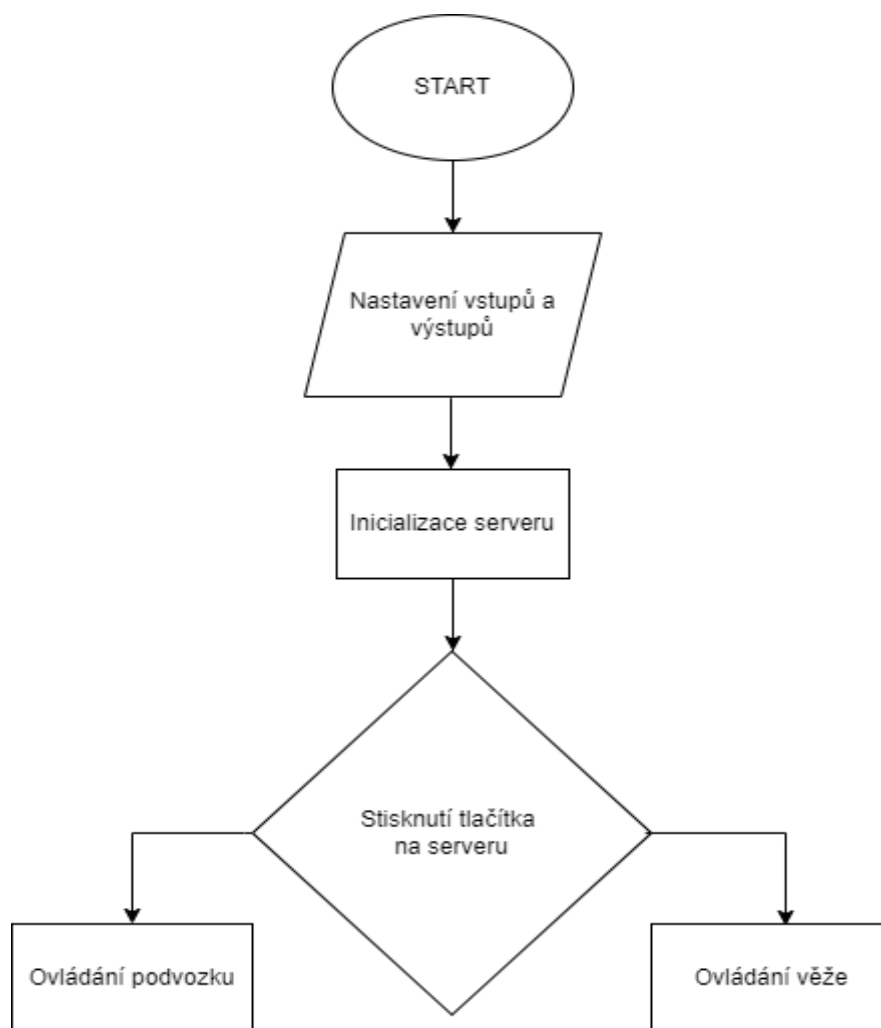 START
Nastavení vstupů a
výstupů
Inicializace serveru
Stisknutí tlačítka
na serveru
Ovládání podvozku
Ovládání věže